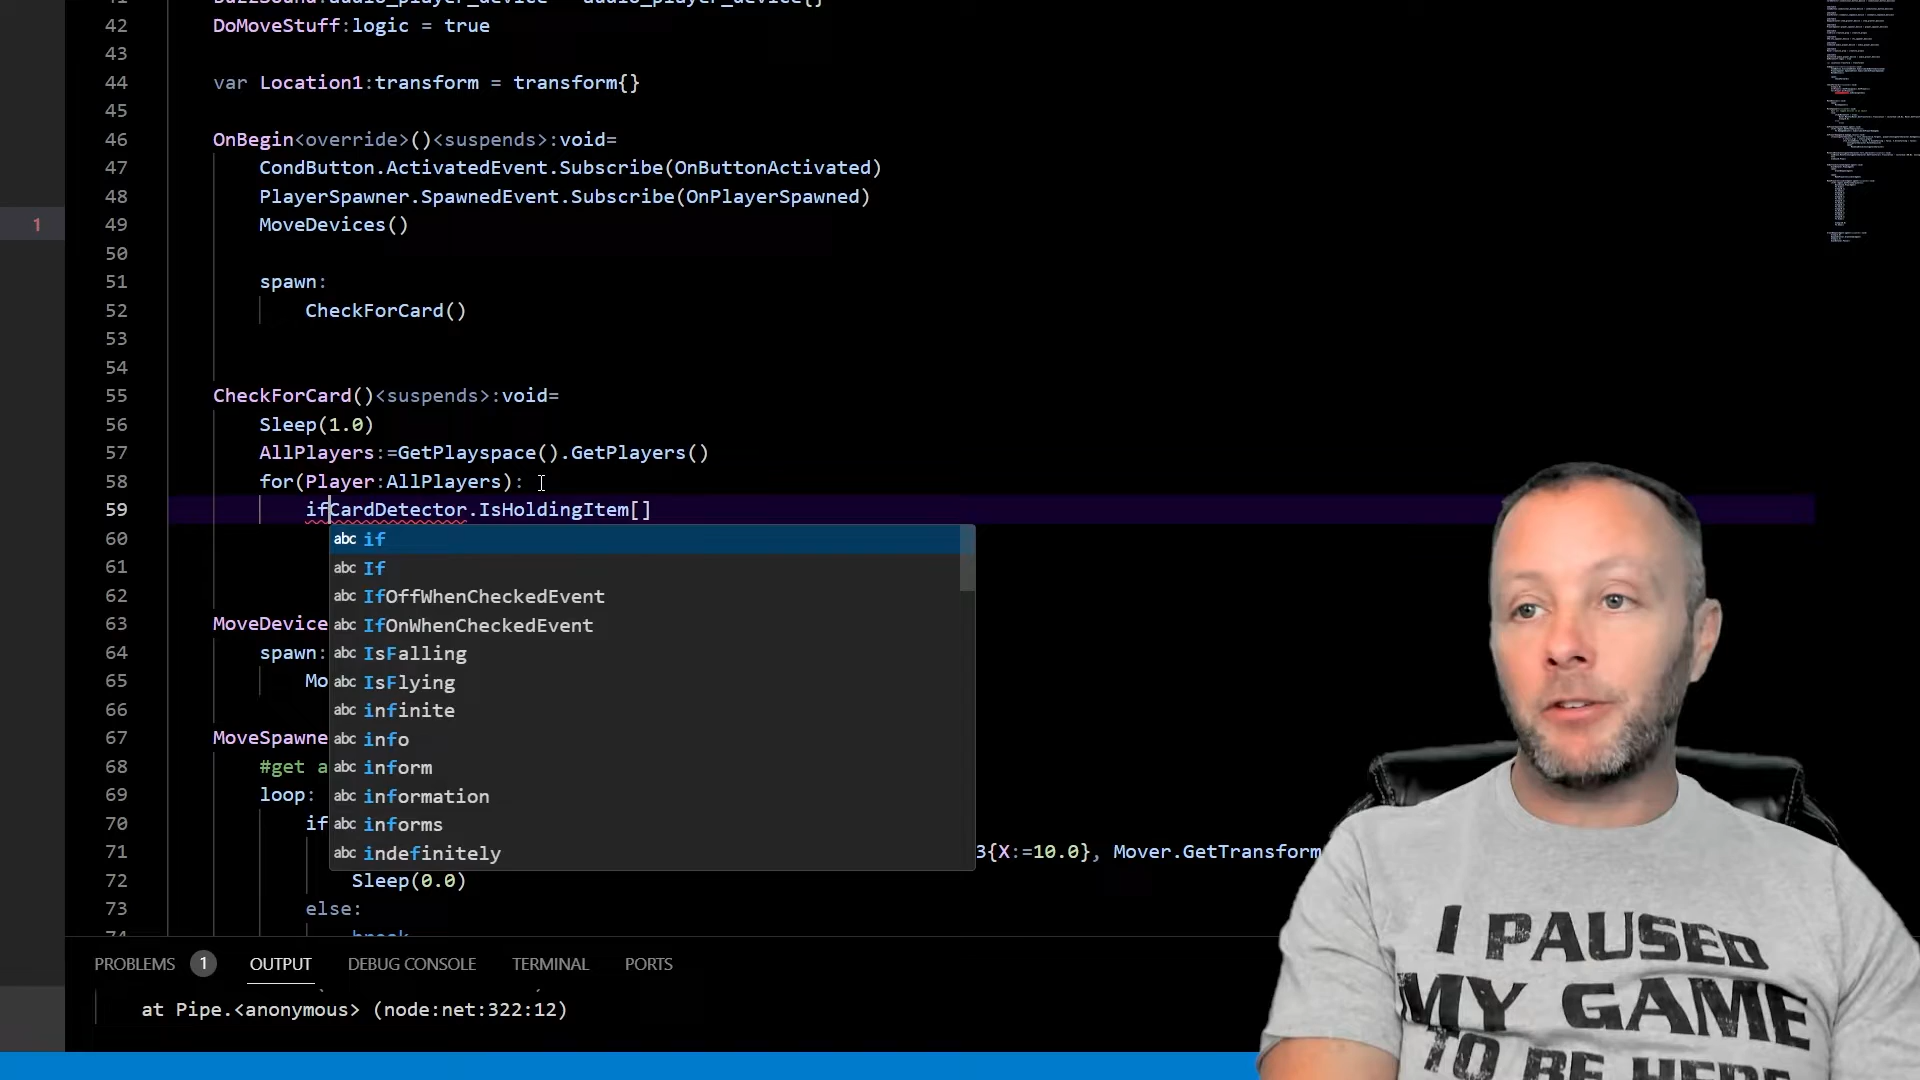 42 DoMoveStuff:logic = true
43
44 var Location1:transform = transform{}
45
46 OnBegin<override>()<suspends>:void=
47 CondButton.ActivatedEvent.Subscribe(OnButtonActivated)
48 PlayerSpawner.SpawnedEvent.Subscribe(OnPlayerSpawned)
1
49 MoveDevices()
50
51 spawn:
52 CheckForCard()
53
54
55 CheckForCard()<suspends>:void=
56 Sleep(1.0)
57 AllPlayers:=GetPlayspace().GetPlayers()
58 for(Player:AllPlayers):
59 ifCardDetector.IsHoldingItem[]
60 abc if
61 abc If
62 abc IfOffWhenCheckedEvent
63 MoveDevice abc IfOnWhenCheckedEvent
64 spawn: abc IsFalling
65 Mo abc IsFlying
66 abc infinite
67 MoveSpawne abc info
68 #get a abc inform
69 loop: abc information
70 if abc informs
71 abc indefinitely 3{X:=10.0}, Mover.GetTransform
72 Sleep(0.0)
73 else:
PROBLEMS 1 OUTPUT DEBUG CONSOLE TERMINAL PORTS
at Pipe.<anonymous> (node:net:322:12)
I PAUSED
MY GAME
TO BE HERE